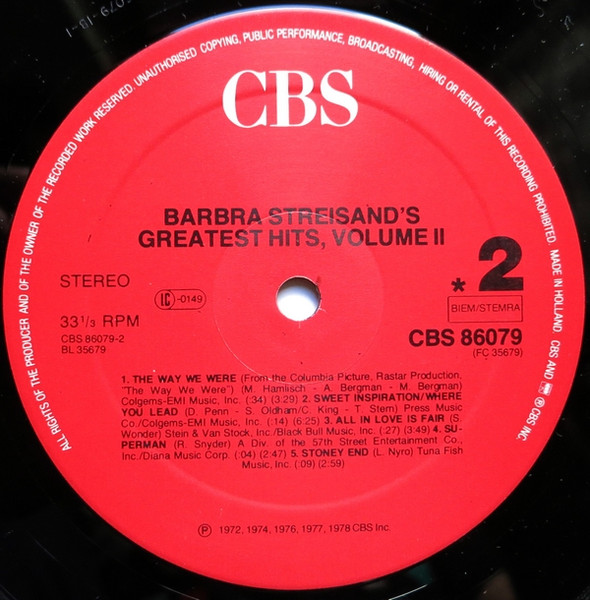 ALL RIGHTS OF THE PRODUCER AND OF THE OWNER OF THE RECORDED WORK RESERVED. UNAUTHORISED COPYING, PUBLIC PERFORMANCE, BROADCASTING, HIRING OR RENTAL OF THIS RECORDING PROHIBITED. MADE IN HOLLAND. CBS AND ® CBS INC.
CBS
BARBRA STREISAND'S
GREATEST HITS, VOLUME II
STEREO
IC -0149
* 2
BIEM/STEMRA
33 1/3 RPM
CBS 86079-2
BL 35679
CBS 86079
(FC 35679)
1. THE WAY WE WERE (From the Columbia Picture, Rastar Production,
"The Way We Were") (M. Hamlisch - A. Bergman - M. Bergman)
Colgems-EMI Music, Inc. (:34) (3:29) 2. SWEET INSPIRATION/WHERE
YOU LEAD (D. Penn - S. Oldham/C. King - T. Stern) Press Music
Co./Colgems-EMI Music, Inc. (:14) (6:25) 3. ALL IN LOVE IS FAIR (S.
Wonder) Stein & Van Stock, Inc./Black Bull Music, Inc. (:27) (3:49) 4. SU-
PERMAN (R. Snyder) A Div. of the 57th Street Entertainment Co.,
Inc./Diana Music Corp. (:04) (2:47) 5. STONEY END (L. Nyro) Tuna Fish
Music, Inc. (:09) (2:59)
℗ 1972, 1974, 1976, 1977, 1978 CBS Inc.